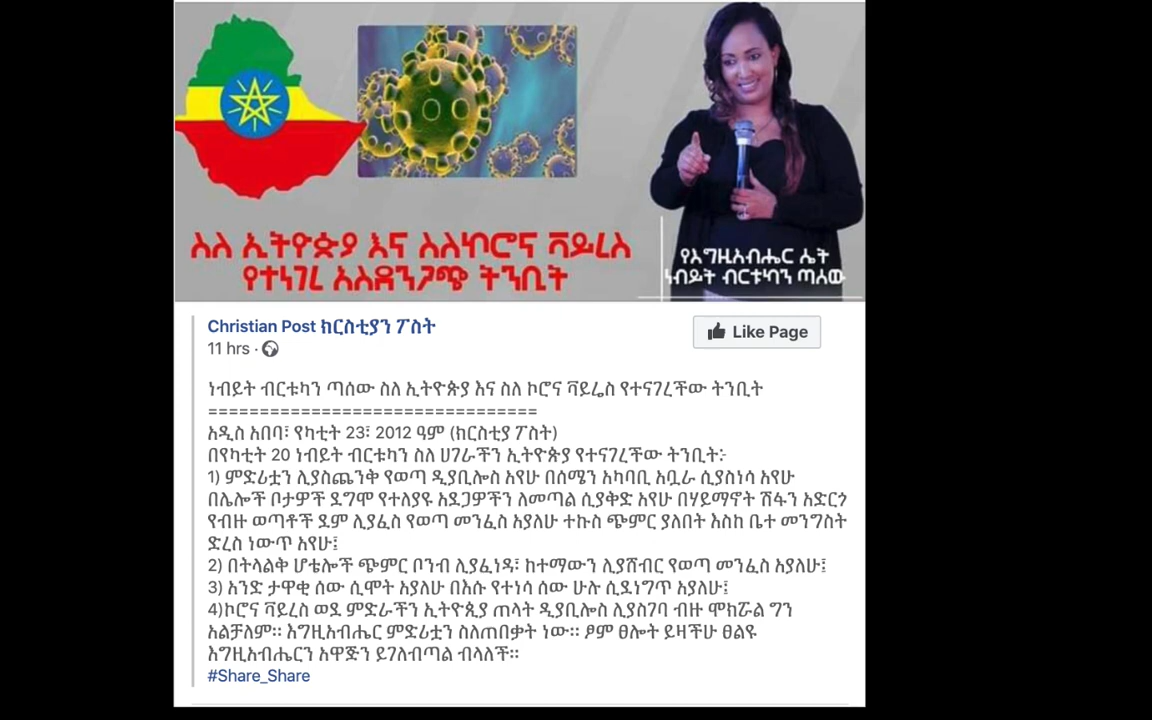 ስለ ኢትዮጵያ እና ስለኮሮና ቫይረስ
የተነገረ አስደንጋጭ ትንቢት
የእግዚአብሔር ሴት
ነብይት ብርቱካን ጣሰው
Christian Post ክርስቲያን ፖስት
Like Page
11 hrs ·
ነብይት ብርቱካን ጣሰው ስለ ኢትዮጵያ እና ስለ ኮሮና ቫይረስ የተናገረችው ትንቢት
================================
አዲስ አበባ፣ የካቲት 23፣ 2012 ዓም (ክርስቲያ ፖስት)
በየካቲት 20 ነብይት ብርቱካን ስለ ሀገራችን ኢትዮጵያ የተናገረችው ትንቢት፦
1) ምድሪቷን ሊያስጨንቅ የወጣ ዲያቢሎስ አየሁ በሰሜን አካባቢ አቧራ ሲያስነሳ አየሁ
በሌሎች ቦታዎች ደግሞ የተለያዩ አደጋዎችን ለመጣል ሲያቅድ አየሁ በሃይማኖት ሽፋን አድርጎ
የብዙ ወጣቶች ደም ሊያፈስ የወጣ መንፈስ አያለሁ ተኩስ ጭምር ያለበት እስከ ቤተ መንግስት
ድረስ ነውጥ አየሁ፤
2) በትላልቅ ሆቴሎች ጭምር ቦንብ ሊያፈነዳ፣ ከተማውን ሊያሸብር የወጣ መንፈስ አያለሁ፤
3) አንድ ታዋቂ ሰው ሲሞት አያለሁ በእሱ የተነሳ ሰው ሁሉ ሲደነግጥ አያለሁ፤
4)ኮሮና ቫይረስ ወደ ምድራችን ኢትዮጲያ ጠላት ዲያቢሎስ ሊያስገባ ብዙ ሞክሯል ግን
አልቻለም። እግዚአብሔር ምድሪቷን ስለጠበቃት ነው። ፆም ፀሎት ይዛችሁ ፀልዩ
እግዚአብሔርን አዋጅን ይገለብጣል ብላለች።
#Share_Share